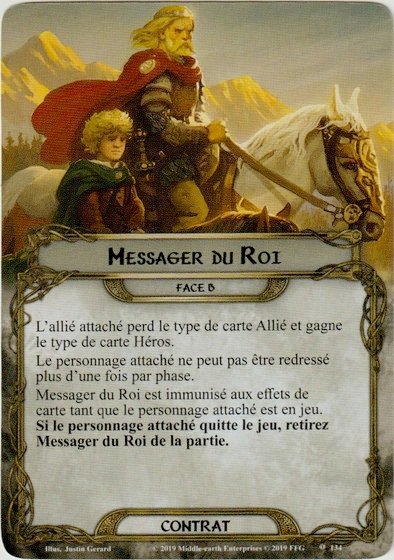 Messager du Roi
FACE B
L'allié attaché perd le type de carte Allié et gagne
le type de carte Héros.
Le personnage attaché ne peut pas être redressé
plus d'une fois par phase.
Messager du Roi est immunisé aux effets de
carte tant que le personnage attaché est en jeu.
Si le personnage attaché quitte le jeu, retirez
Messager du Roi de la partie.
CONTRAT
Illus. Justin Gerard © 2019 Middle-earth Enterprises © 2019 FFG 134